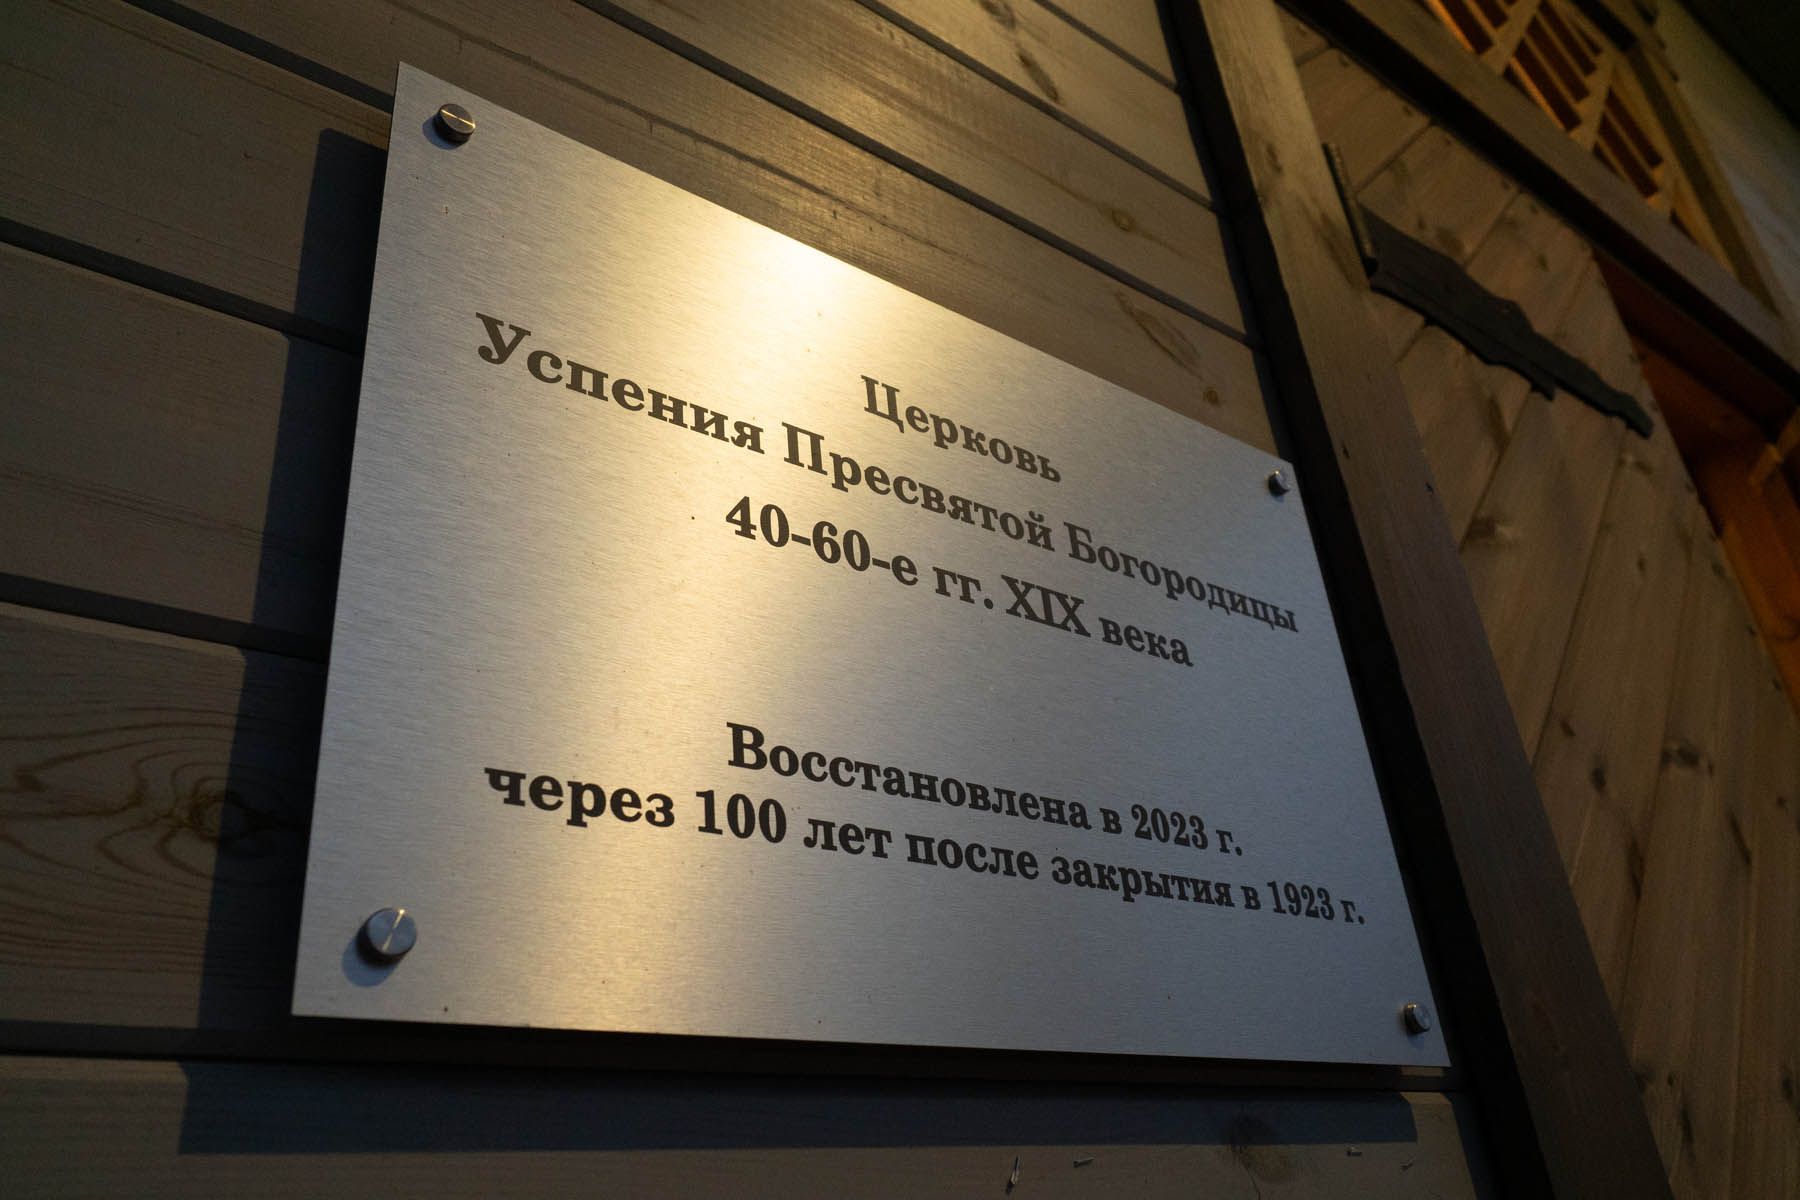 Церковь
Успения Пресвятой Богородицы
40-60-е гг. XIX века
Восстановлена в 2023 г.
через 100 лет после закрытия в 1923 г.